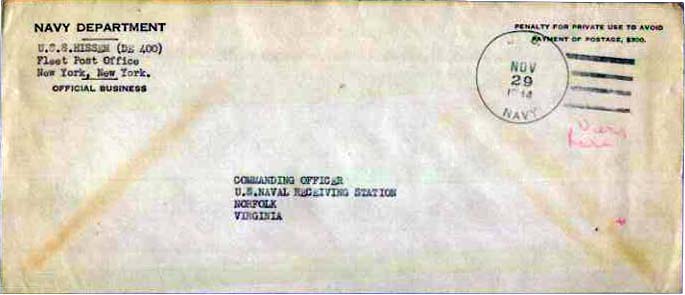 NAVY DEPARTMENT
U.S.S.HISSEM (DE 400)
Fleet Post Office
New York, New York.
OFFICIAL BUSINESS
PENALTY FOR PRIVATE USE TO AVOID
PAYMENT OF POSTAGE, $300.
U. S.
NOV
29
1944
NAVY
COMMANDING OFFICER
U.S.NAVAL RECEIVING STATION
NORFOLK
VIRGINIA